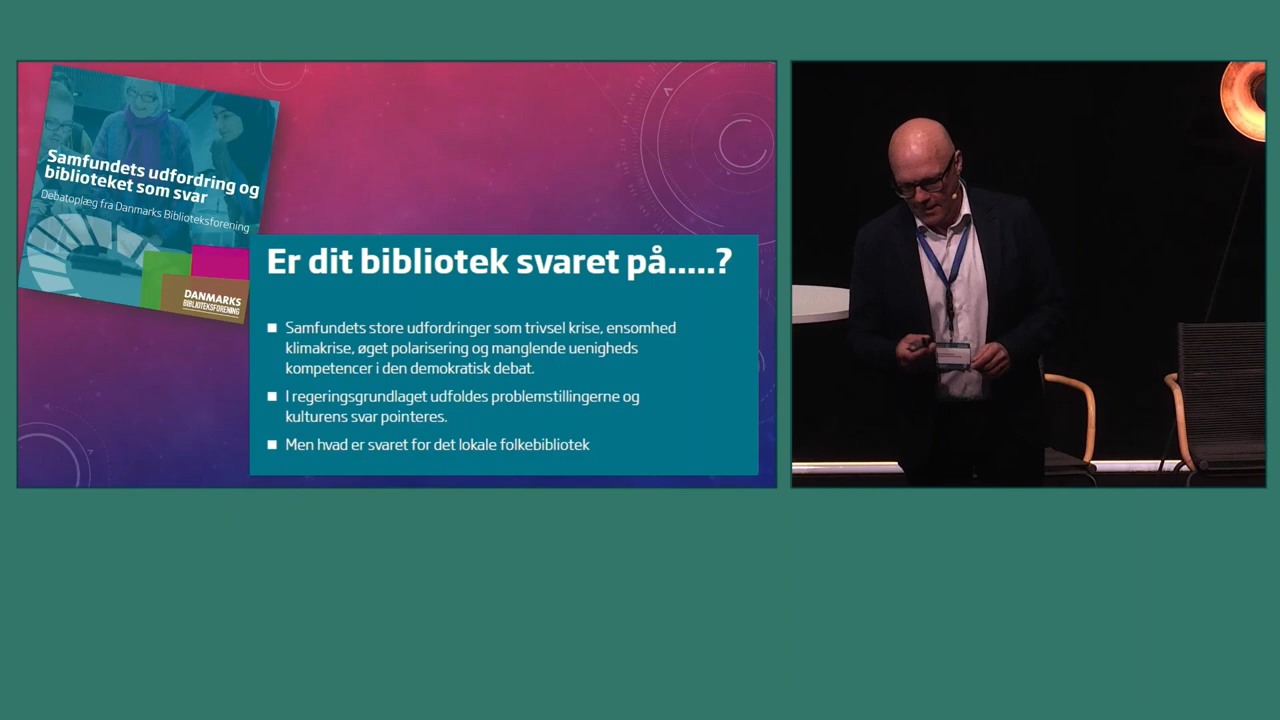 Samfundets udfordring og
biblioteket som svar
Debatoplæg fra Danmarks Biblioteksforening
DANMARKS
BIBLIOTEKSFORENING
Er dit bibliotek svaret på.....?
■ Samfundets store udfordringer som trivsel krise, ensomhed
klimakrise, øget polarisering og manglende uenigheds
kompetencer i den demokratisk debat.
■ I regeringsgrundlaget udfoldes problemstillingerne og
kulturens svar pointeres.
■ Men hvad er svaret for det lokale folkebibliotek